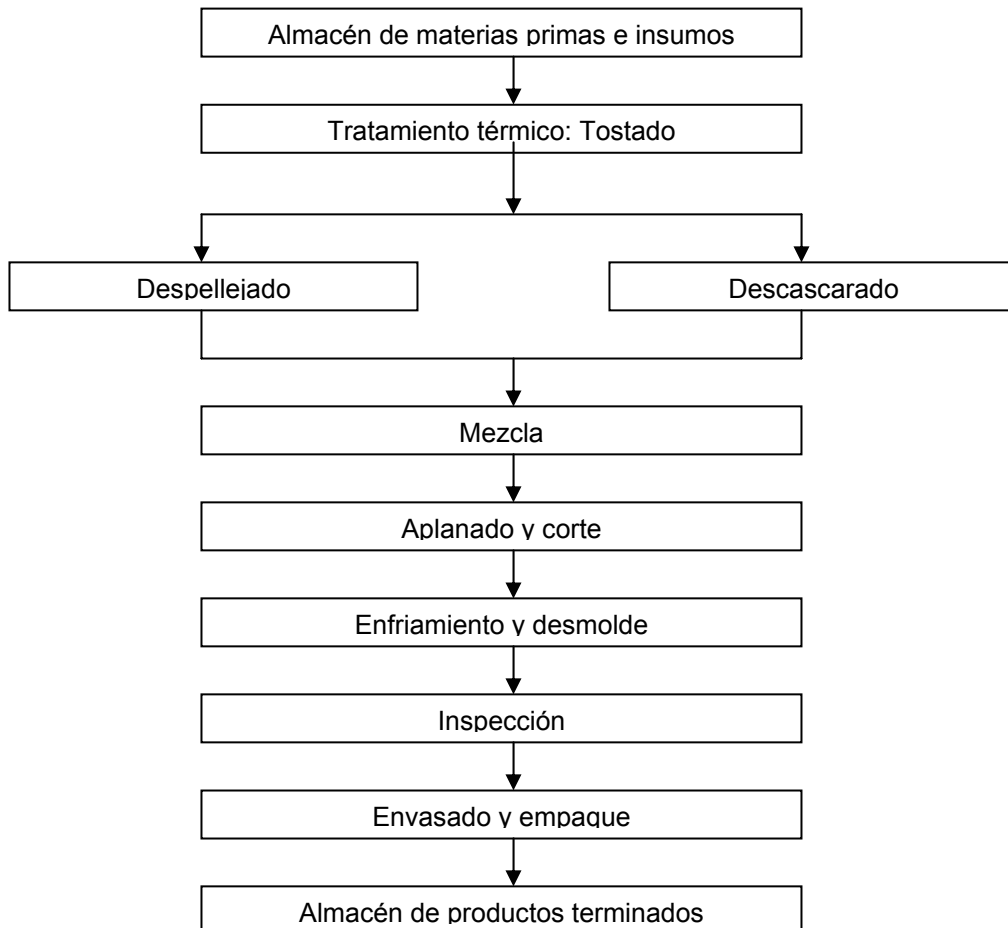 Almacén de materias primas e insumos
Tratamiento térmico: Tostado
Despellejado
Descascarado
Mezcla
Aplanado y corte
Enfriamiento y desmolde
Inspección
Envasado y empaque
Almacén de productos terminados